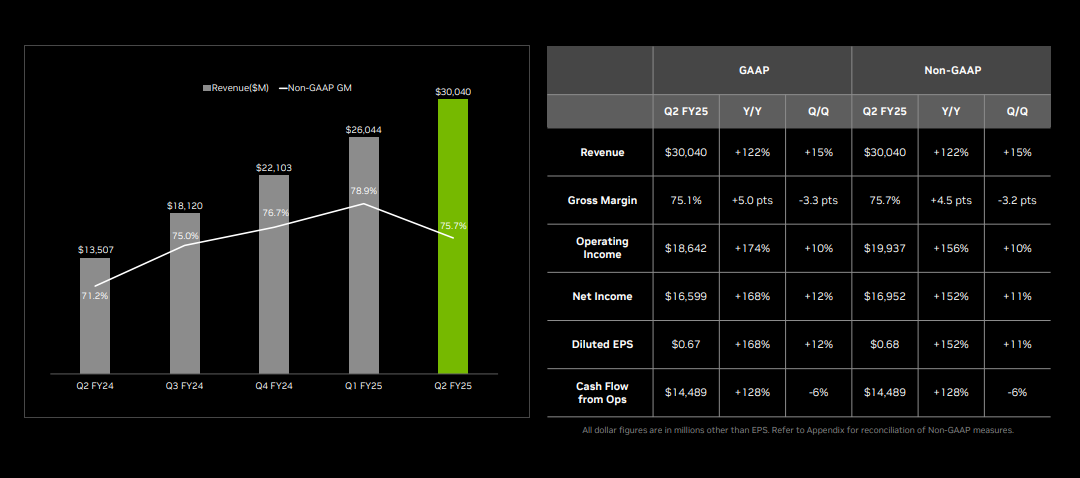 Revenue($M) Non-GAAP GM
$30,040
$26,044
$22,103
78.9%
$18,120
76.7%
75.7%
75.0%
$13,507
71.2%
Q2 FY24 Q3 FY24 Q4 FY24 Q1 FY25 Q2 FY25
GAAP Non-GAAP
Q2 FY25 Y/Y Q/Q Q2 FY25 Y/Y Q/Q
Revenue $30,040 +122% +15% $30,040 +122% +15%
Gross Margin 75.1% +5.0 pts -3.3 pts 75.7% +4.5 pts -3.2 pts
Operating
Income $18,642 +174% +10% $19,937 +156% +10%
Net Income $16,599 +168% +12% $16,952 +152% +11%
Diluted EPS $0.67 +168% +12% $0.68 +152% +11%
Cash Flow
from Ops $14,489 +128% -6% $14,489 +128% -6%
All dollar figures are in millions other than EPS. Refer to Appendix for reconciliation of Non-GAAP measures.